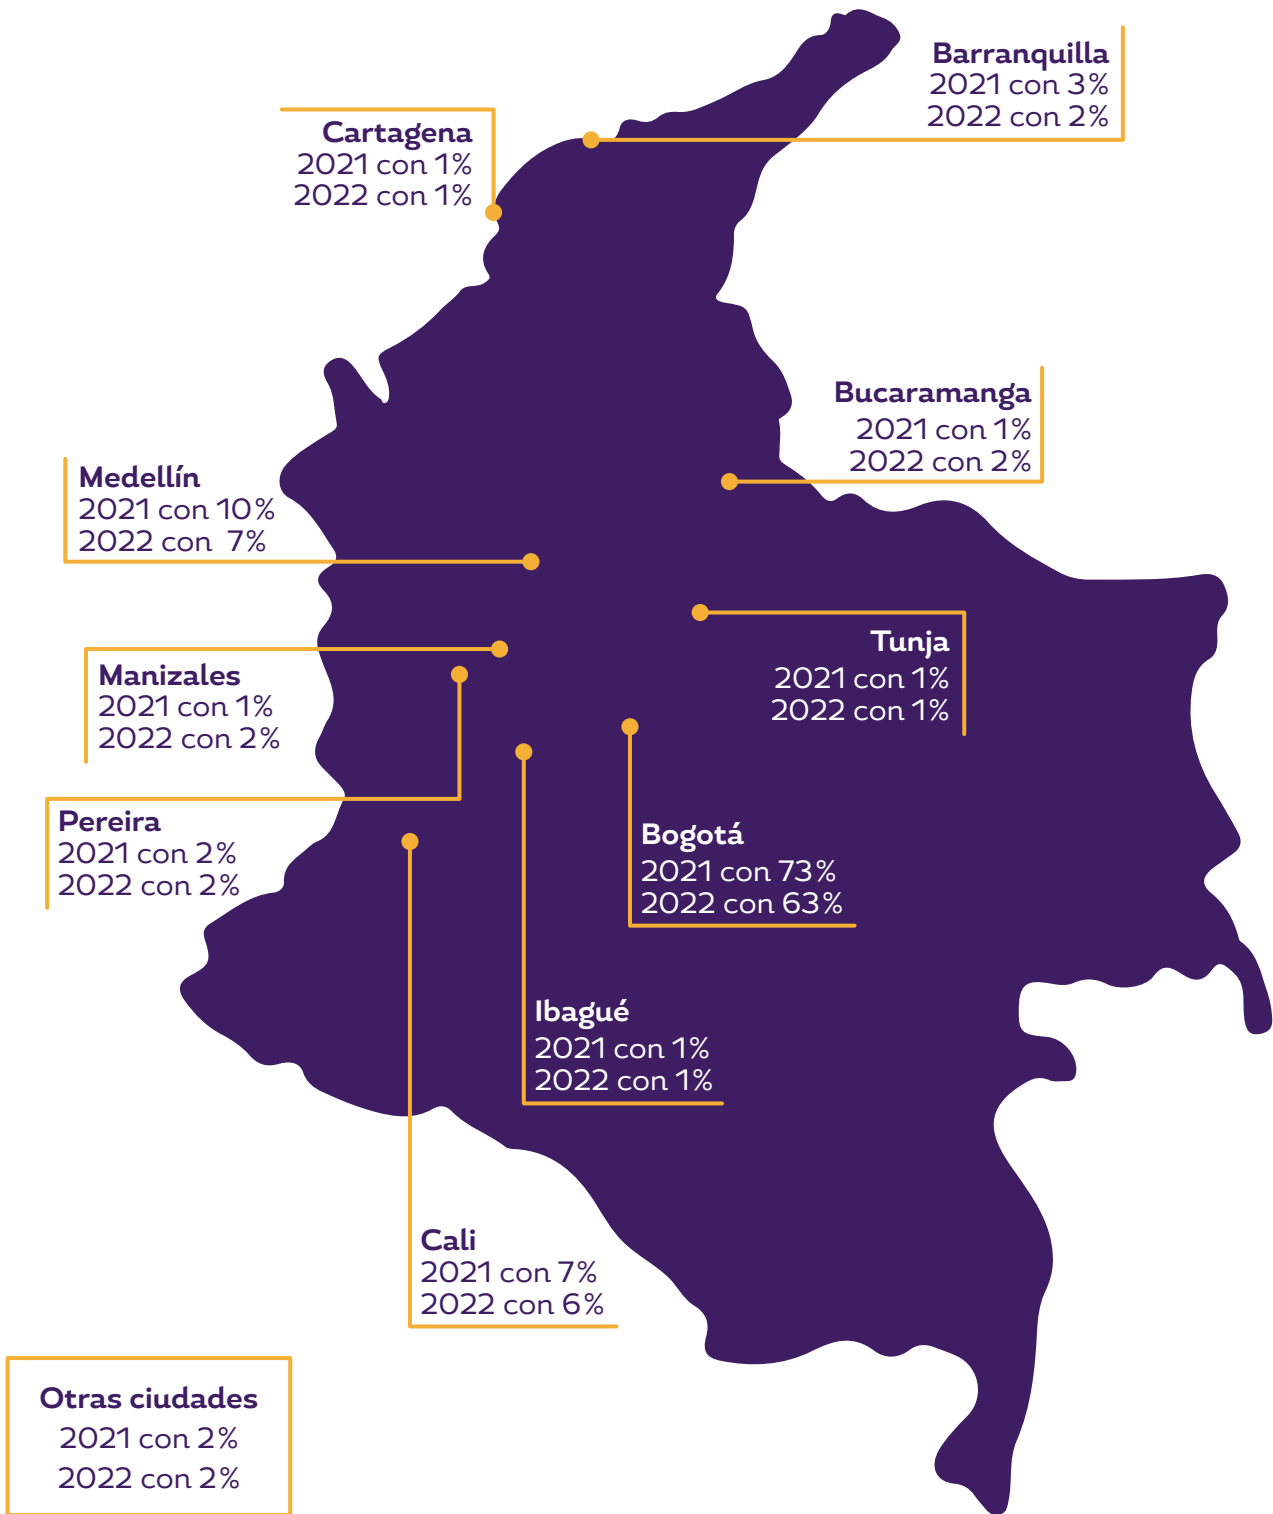 Barranquilla
2021 con 3%
2022 con 2%
Cartagena
2021 con 1%
2022 con 1%
Bucaramanga
2021 con 1%
2022 con 2%
Medellín
2021 con 10%
2022 con 7%
Tunja
2021 con 1%
2022 con 1%
Manizales
2021 con 1%
2022 con 2%
Pereira
2021 con 2%
2022 con 2%
Bogotá
2021 con 73%
2022 con 63%
Ibagué
2021 con 1%
2022 con 1%
Cali
2021 con 7%
2022 con 6%
Otras ciudades
2021 con 2%
2022 con 2%